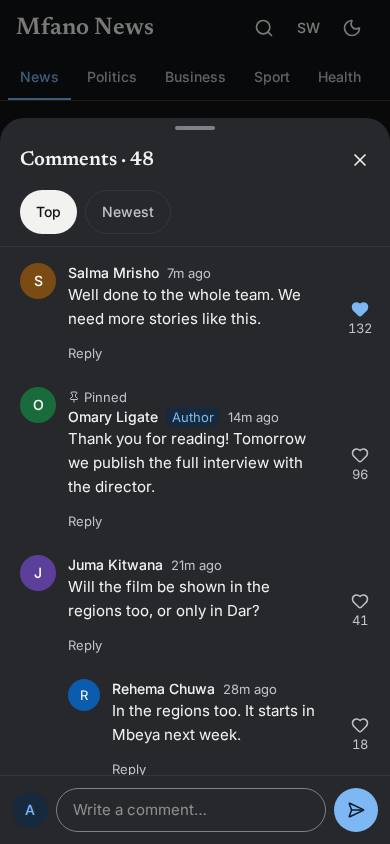 Mfano News
SW
News Politics Business Sport Health
Comments · 48
Top Newest
S Salma Mrisho 7m ago
Well done to the whole team. We
need more stories like this.
132
Reply
Pinned
O Omary Ligate Author 14m ago
Thank you for reading! Tomorrow
we publish the full interview with
the director.
96
Reply
J Juma Kitwana 21m ago
Will the film be shown in the
regions too, or only in Dar?
41
Reply
R Rehema Chuwa 28m ago
In the regions too. It starts in
Mbeya next week.
18
Reply
A Write a comment...